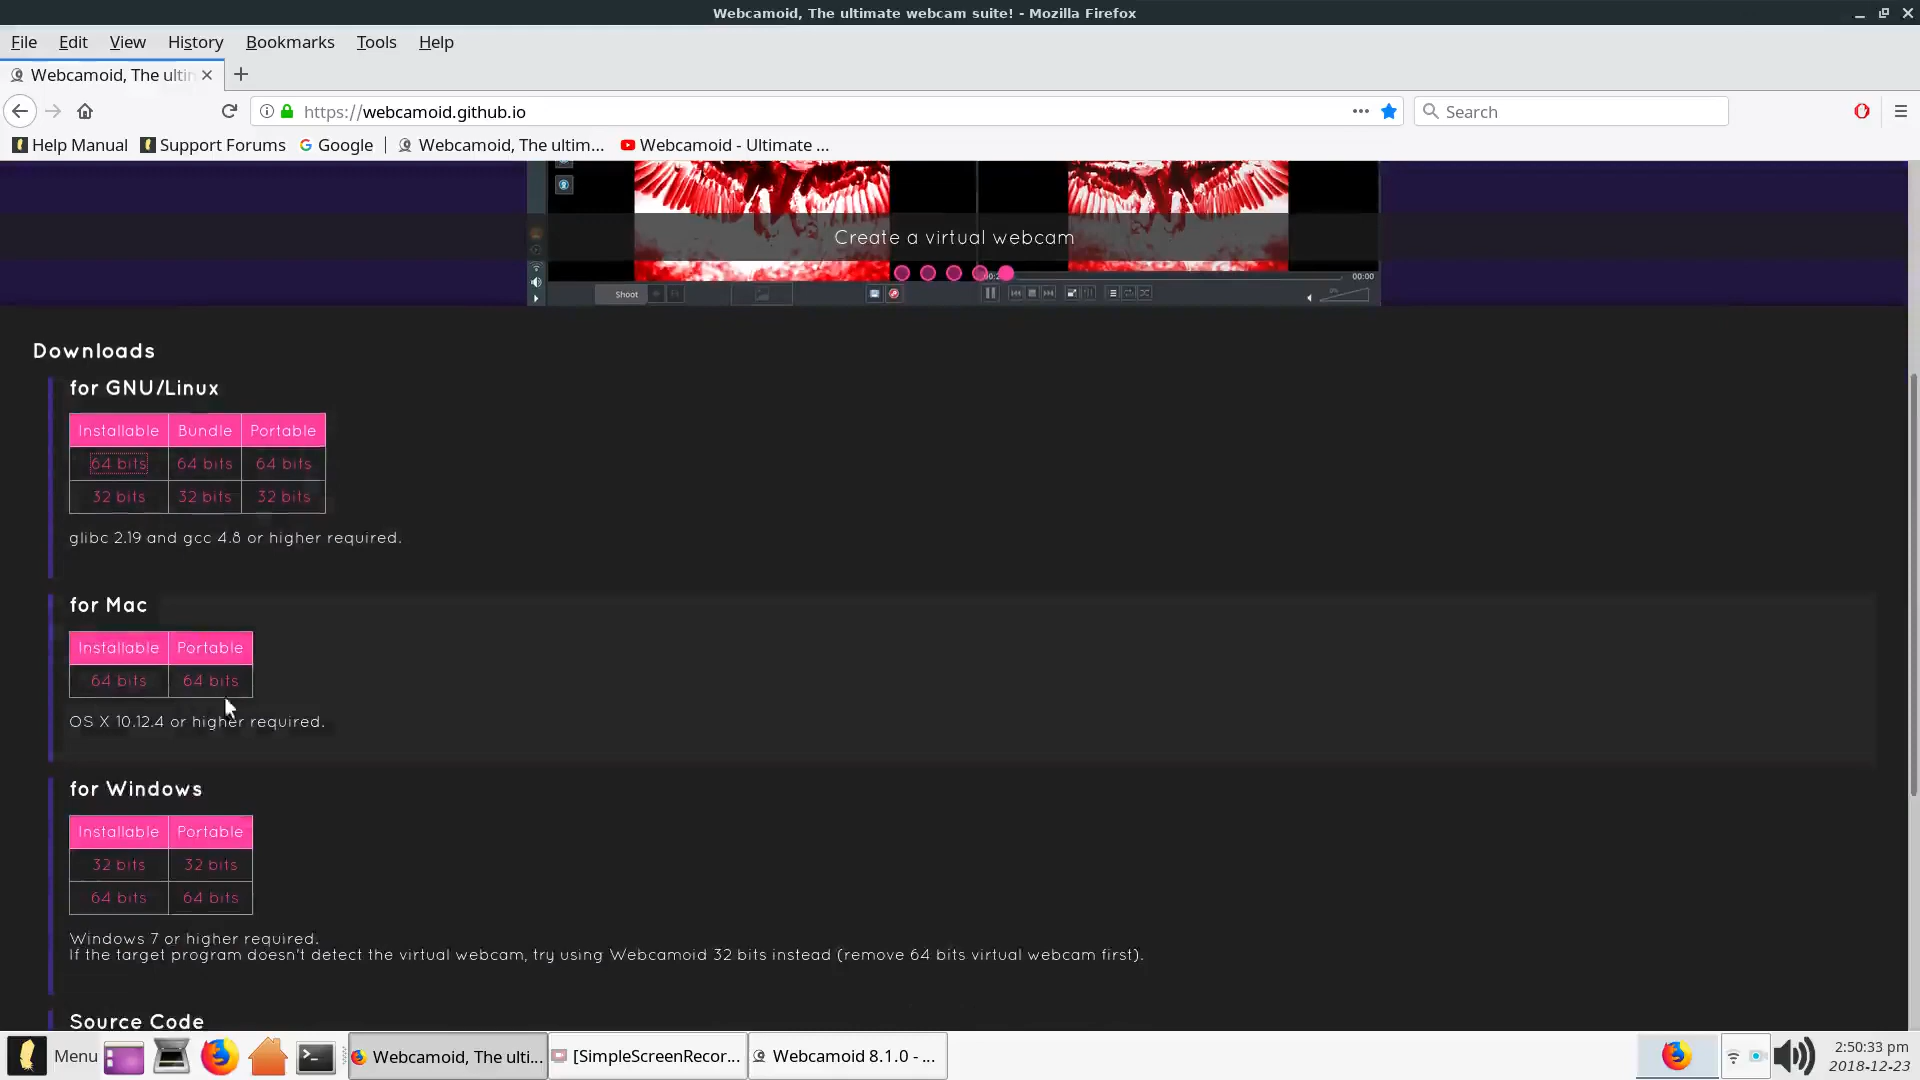 Webcamoid, The ultimate webcam suite! - Mozilla Firefox
File Edit View History Bookmarks Tools Help
Webcamoid, The ultin
https://webcamoid.github.io
Search
Help Manual Support Forums Google Webcamoid, The ultim... Webcamoid - Ultimate ...
Create a virtual webcam
00:00
Shoot
Downloads
for GNU/Linux
Installable Bundle Portable
64 bits 64 bits 64 bits
32 bits 32 bits 32 bits
glibc 2.19 and gcc 4.8 or higher required.
for Mac
Installable Portable
64 bits 64 bits
OS X 10.12.4 or higher required.
for Windows
Installable Portable
32 bits 32 bits
64 bits 64 bits
Windows 7 or higher required.
If the target program doesn't detect the virtual webcam, try using Webcamoid 32 bits instead (remove 64 bits virtual webcam first).
Source Code
Menu Webcamoid, The ulti... [SimpleScreenRecor... Webcamoid 8.1.0 - ...
2:50:33 pm
2018-12-23